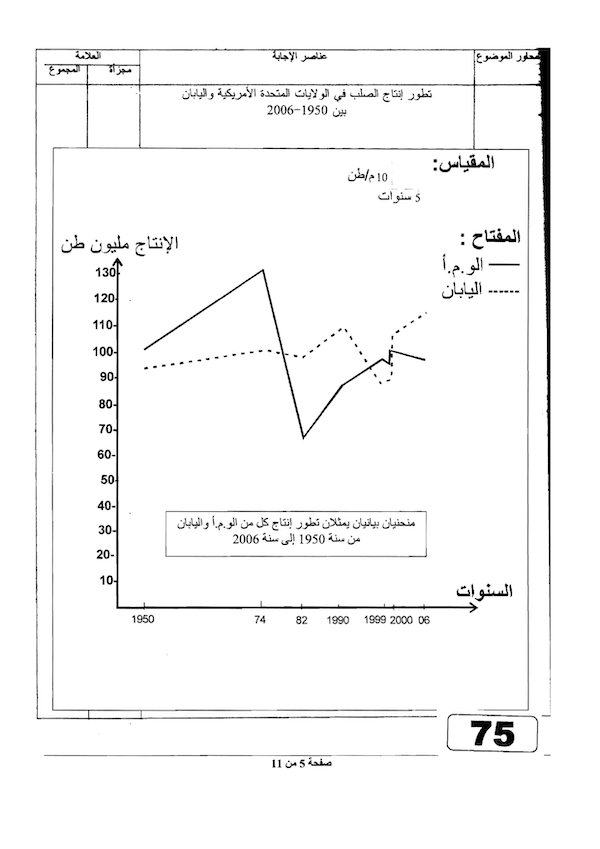 محاور الموضوع
عناصر الإجابة
العلامة
مجزأة
المجموع
تطور إنتاج الصلب في الولايات المتحدة الأمريكية واليابان
بين 1950-2006
المقياس:
10 م/طن
5 سنوات
المفتاح :
الو.م.أ
اليابان
الإنتاج مليون طن
130
120
110
100
90
80
70
60
50
40
30
20
10
منحنيان بيانيان يمثلان تطور إنتاج كل من الو.م.أ واليابان
من سنة 1950 إلى سنة 2006
السنوات
1950 74 82 1990 1999 2000 06
75
صفحة 5 من 11